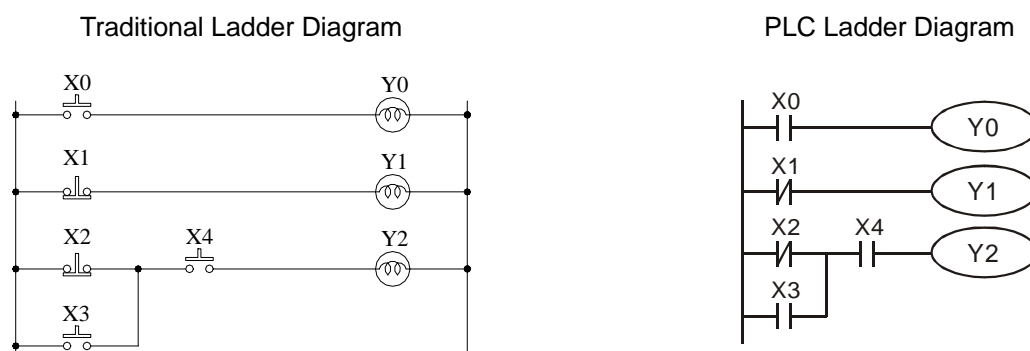 Traditional Ladder Diagram
X0 Y0
X1 Y1
X2 X4 Y2
X3
PLC Ladder Diagram
X0
Y0
X1
Y1
X2 X4
Y2
X3